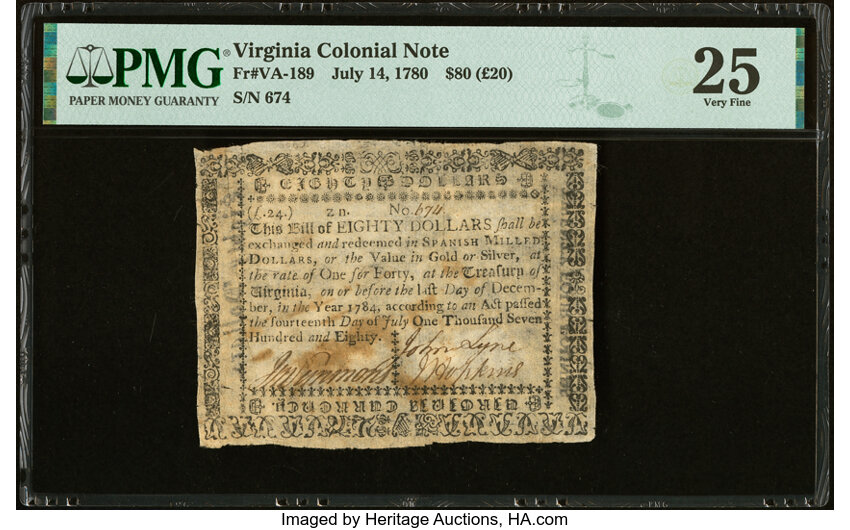 PMG
PAPER MONEY GUARANTY
Virginia Colonial Note
Fr#VA-189 July 14, 1780 $80 (£20)
S/N 674
25
Very Fine
EIGHTY DOLLARS
(£.24.) z n. No. 674
This Bill of EIGHTY DOLLARS shall be
exchanged and redeemed in SPANISH MILLED
DOLLARS, or the Value in Gold or Silver, at
the rate of One for Forty, at the Treasury of
Virginia, on or before the last Day of Decem-
ber, in the Year 1784, according to an Act passed
the fourteenth Day of July One Thousand Seven
Hundred and Eighty.
John Lyne
J Hopkins
PMG
Imaged by Heritage Auctions, HA.com